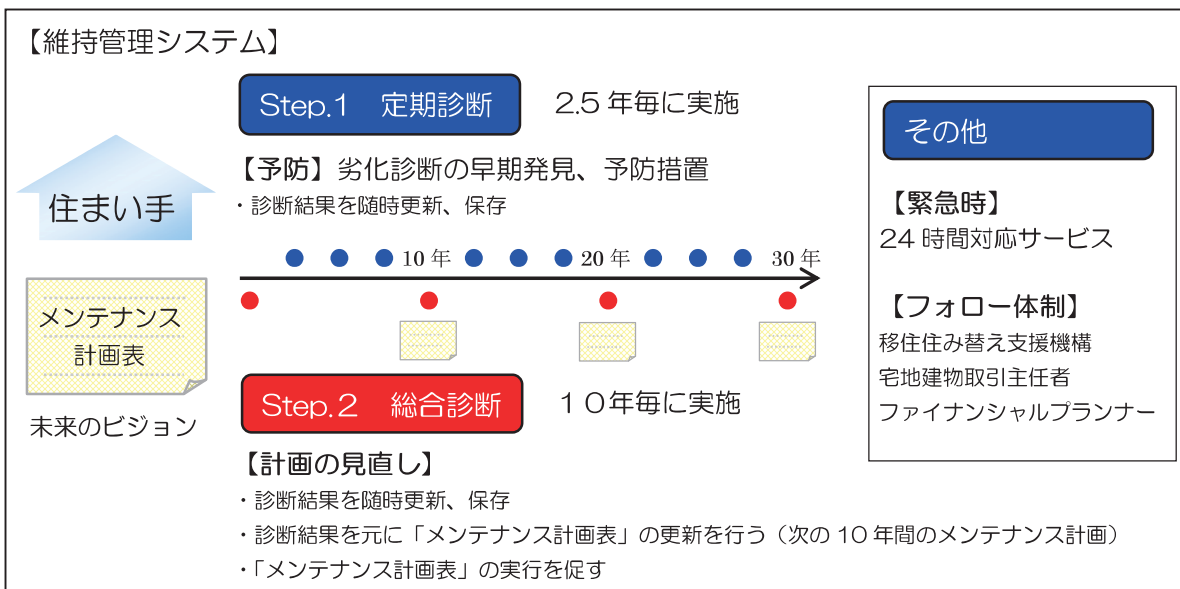 【維持管理システム】
Step.1 定期診断
2.5 年毎に実施
【予防】劣化診断の早期発見、予防措置
・診断結果を随時更新、保存
住まい手
10 年
20 年
30 年
メンテナンス
計画表
未来のビジョン
Step.2 総合診断
10年毎に実施
【計画の見直し】
・診断結果を随時更新、保存
・診断結果を元に「メンテナンス計画表」の更新を行う（次の 10 年間のメンテナンス計画）
・「メンテナンス計画表」の実行を促す
その他
【緊急時】
24 時間対応サービス
【フォロー体制】
移住住み替え支援機構
宅地建物取引主任者
ファイナンシャルプランナー